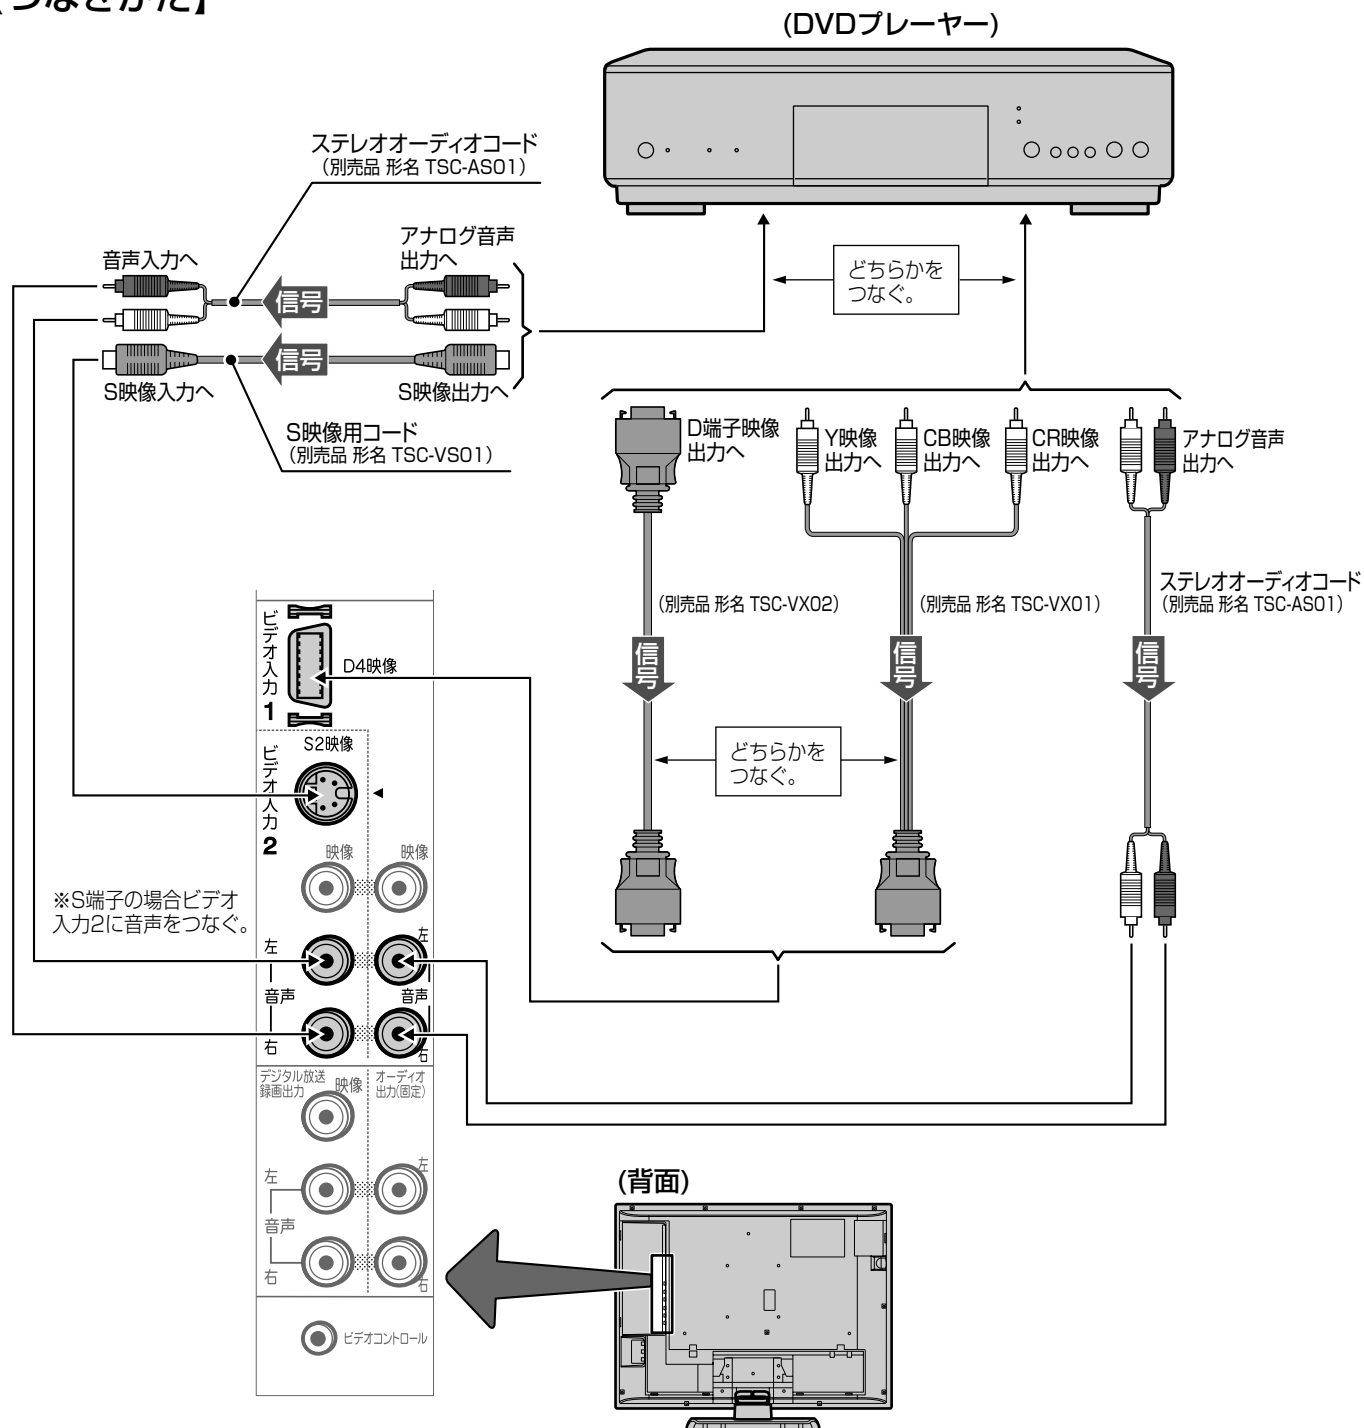 【つなぎかた】
(DVDプレーヤー)
ステレオオーディオコード
（別売品 形名 TSC-AS01）
音声入力へ
アナログ音声
出力へ
信号
信号
S映像入力へ
S映像出力へ
S映像用コード
（別売品 形名 TSC-VS01）
どちらかを
つなぐ。
D端子映像
出力へ
Y映像
出力へ
CB映像
出力へ
CR映像
出力へ
アナログ音声
出力へ
（別売品 形名 TSC-VX02）
（別売品 形名 TSC-VX01）
ステレオオーディオコード
（別売品 形名 TSC-AS01）
信号
信号
信号
どちらかを
つなぐ。
ビデオ入力1
D4映像
ビデオ入力2
S2映像
映像
映像
※S端子の場合ビデオ
入力2に音声をつなぐ。
左
左
音声
音声
右
右
デジタル放送
録画出力
映像
オーディオ
出力(固定)
左
左
音声
右
右
ビデオコントロール
(背面)